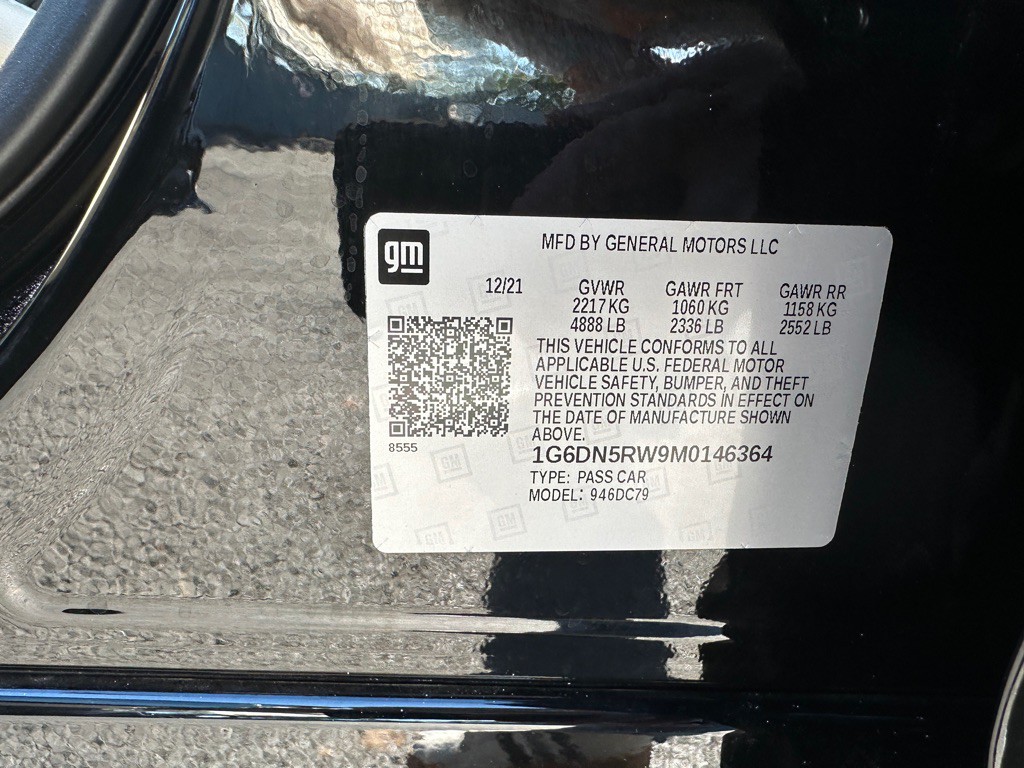 gm
MFD BY GENERAL MOTORS LLC
12/21 GVWR GAWR FRT GAWR RR
2217 KG 1060 KG 1158 KG
4888 LB 2336 LB 2552 LB
THIS VEHICLE CONFORMS TO ALL
APPLICABLE U.S. FEDERAL MOTOR
VEHICLE SAFETY, BUMPER, AND THEFT
PREVENTION STANDARDS IN EFFECT ON
THE DATE OF MANUFACTURE SHOWN
ABOVE.
8555
1G6DN5RW9M0146364
TYPE: PASS CAR
MODEL: 946DC79